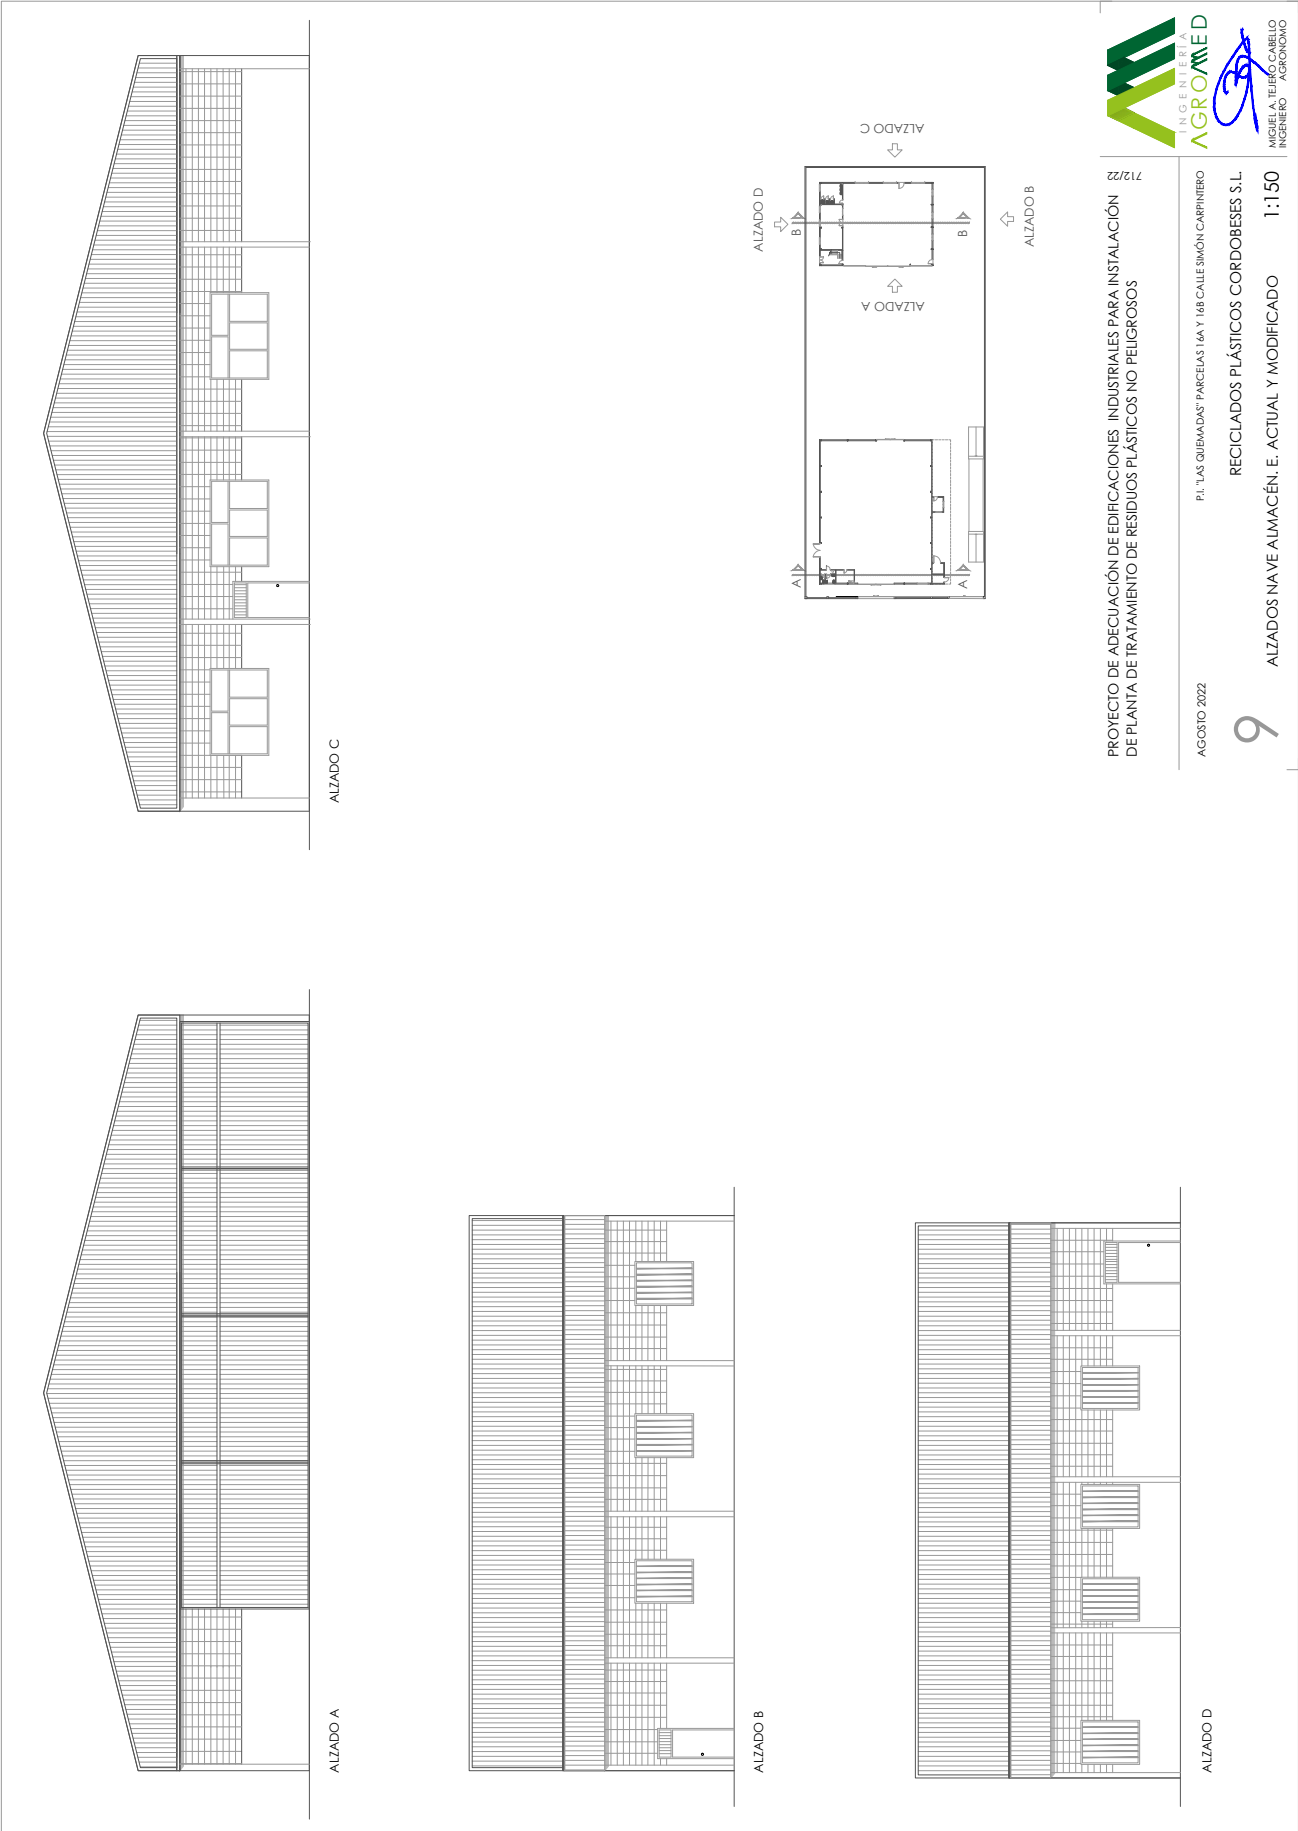 ALZADO A
ALZADO C
ALZADO B
ALZADO D
ALZADO D
ALZADO C
ALZADO A
ALZADO B
B
B
A
A
PROYECTO DE ADECUACIÓN DE EDIFICACIONES INDUSTRIALES PARA INSTALACIÓN
DE PLANTA DE TRATAMIENTO DE RESIDUOS PLÁSTICOS NO PELIGROSOS
712/22
AGOSTO 2022
P.I. "LAS QUEMADAS" PARCELAS 16A Y 16B CALLE SIMÓN CARPINTERO
RECICLADOS PLÁSTICOS CORDOBESES S.L.
9
ALZADOS NAVE ALMACÉN. E. ACTUAL Y MODIFICADO
1:150
INGENIERÍA
AGROMED
MIGUEL A. TEJERO CABELLO
INGENIERO AGRONOMO